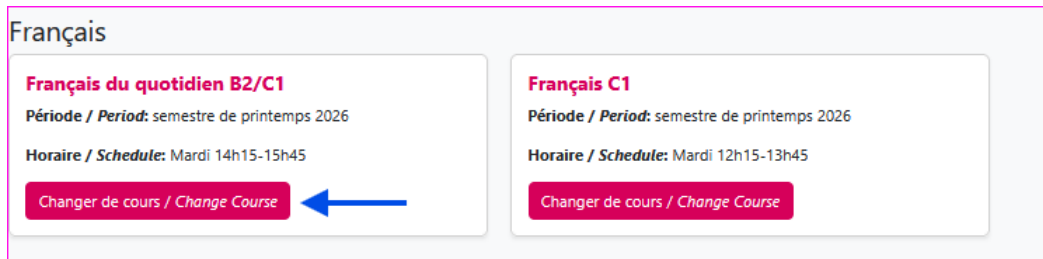 Français
Français du quotidien B2/C1
Période / Period: semestre de printemps 2026
Horaire / Schedule: Mardi 14h15-15h45
Changer de cours / Change Course
Français C1
Période / Period: semestre de printemps 2026
Horaire / Schedule: Mardi 12h15-13h45
Changer de cours / Change Course